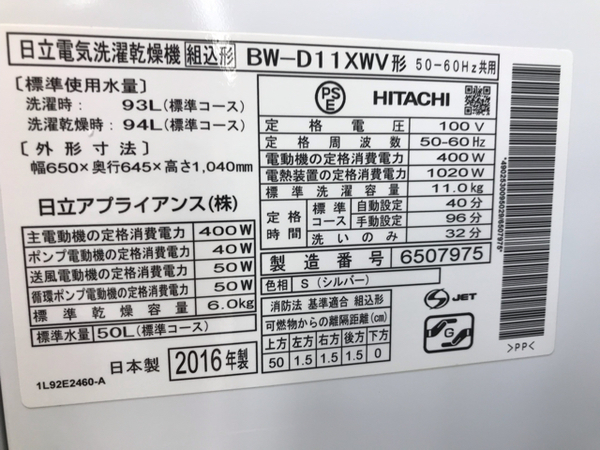 日立電気洗濯乾燥機 組込形 BW-D11XWV形 50-60Hz共用
〔標準使用水量〕
洗濯時: 93L(標準コース)
洗濯乾燥時: 94L(標準コース)
〔外形寸法〕
幅650×奥行645×高さ1,040mm
日立アプライアンス(株)
主電動機の定格消費電力 400W
ポンプ電動機の定格消費電力 40W
送風電動機の定格消費電力 50W
循環ポンプ電動機の定格消費電力 50W
標準乾燥容量 6.0kg
標準水量 50L(標準コース)
日本製 2016年製
1L92E2460-A
PSE HITACHI
定格電圧 100V
定格周波数 50-60Hz
電動機の定格消費電力 400W
電熱装置の定格消費電力 1020W
標準洗濯容量 11.0kg
定格時間 標準コース 自動設定 40分
手動設定 96分
洗いのみ 32分
製造番号 6507975
色相 S(シルバー)
消防法 基準適合 組込形
可燃物からの離隔距離(cm)
上方 左方 右方 後方 下方
50 1.5 1.5 1.5 0
S JET
G
>PP<